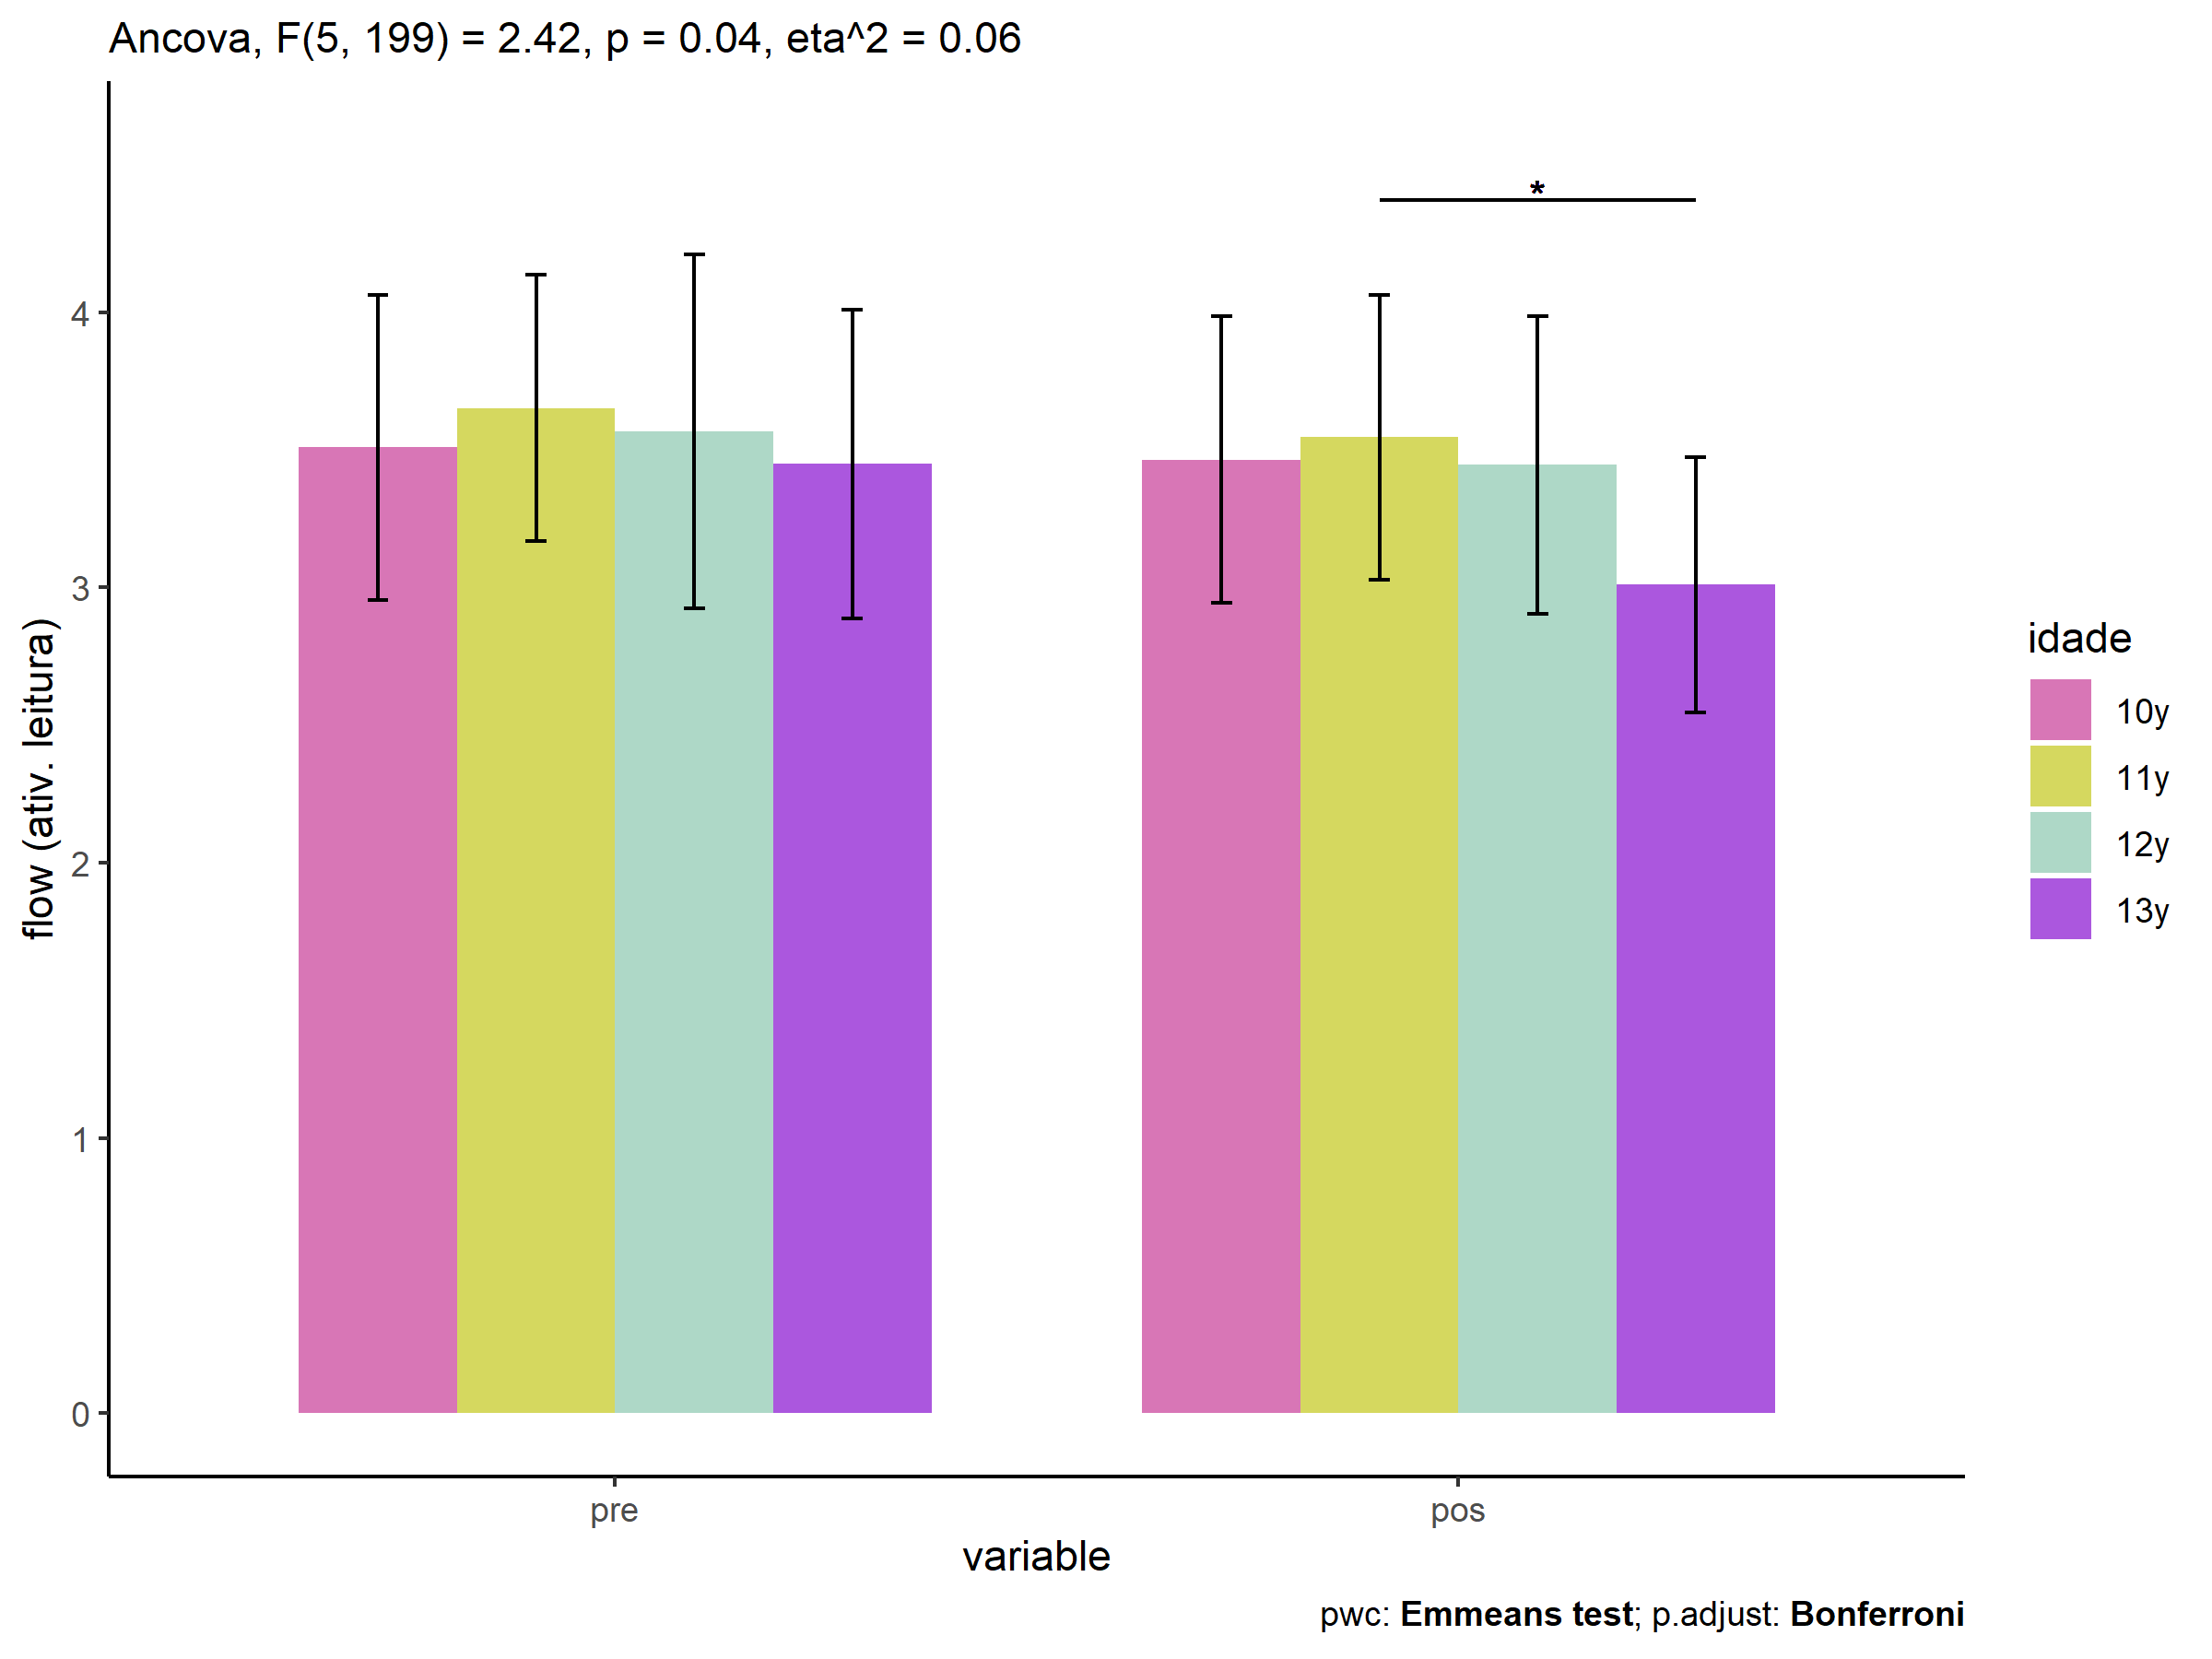 Ancova, F(5, 199) = 2.42, p = 0.04, eta^2 = 0.06
*
4
3
2
1
0
flow (ativ. leitura)
pre
pos
variable
idade
10y
11y
12y
13y
pwc: Emmeans test; p.adjust: Bonferroni